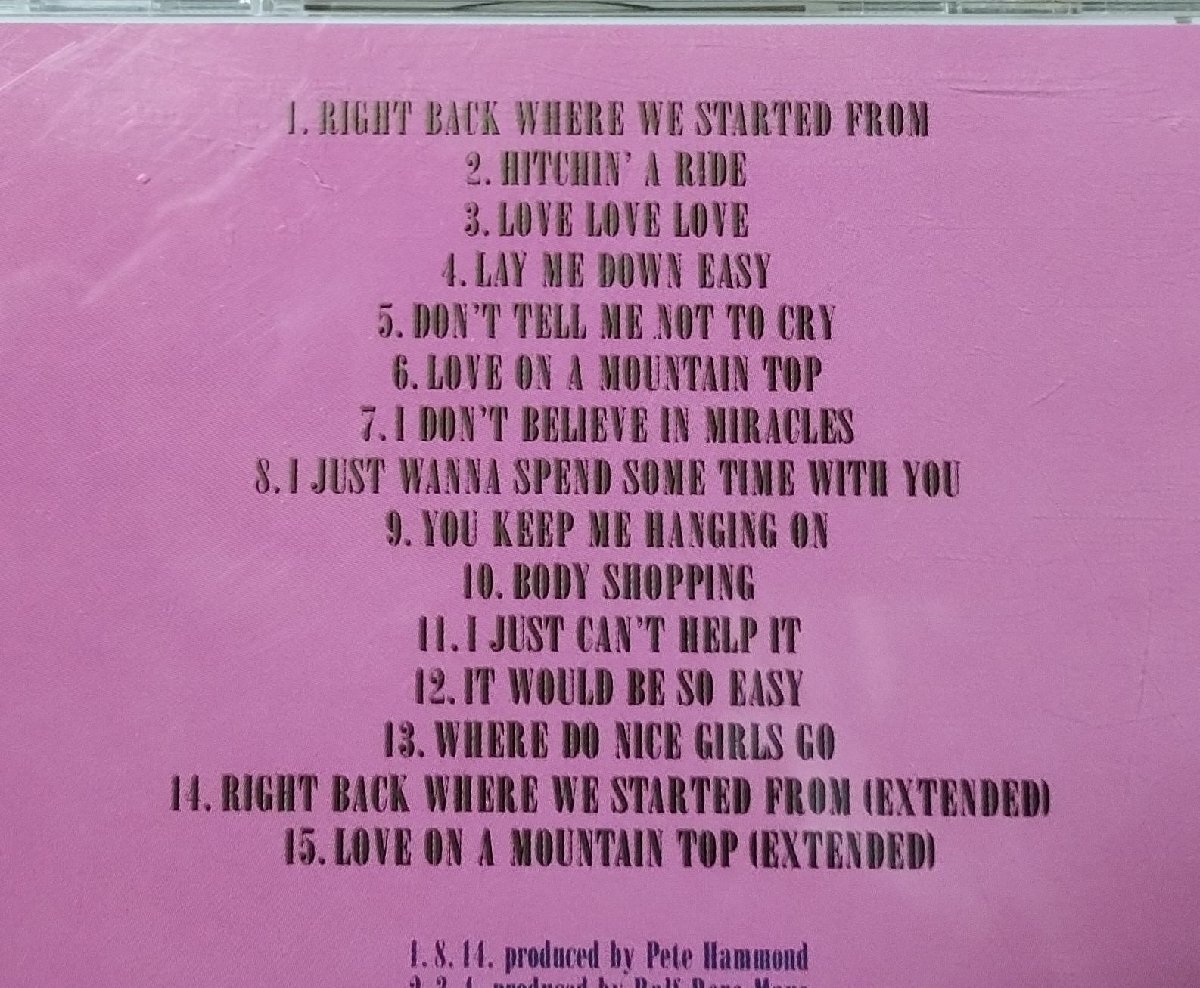 1. RIGHT BACK WHERE WE STARTED FROM
2. HITCHIN' A RIDE
3. LOVE LOVE LOVE
4. LAY ME DOWN EASY
5. DON'T TELL ME NOT TO CRY
6. LOVE ON A MOUNTAIN TOP
7. I DON'T BELIEVE IN MIRACLES
8. I JUST WANNA SPEND SOME TIME WITH YOU
9. YOU KEEP ME HANGING ON
10. BODY SHOPPING
11. I JUST CAN'T HELP IT
12. IT WOULD BE SO EASY
13. WHERE DO NICE GIRLS GO
14. RIGHT BACK WHERE WE STARTED FROM (EXTENDED)
15. LOVE ON A MOUNTAIN TOP (EXTENDED)
1. 8. 14. produced by Pete Hammond
produced by